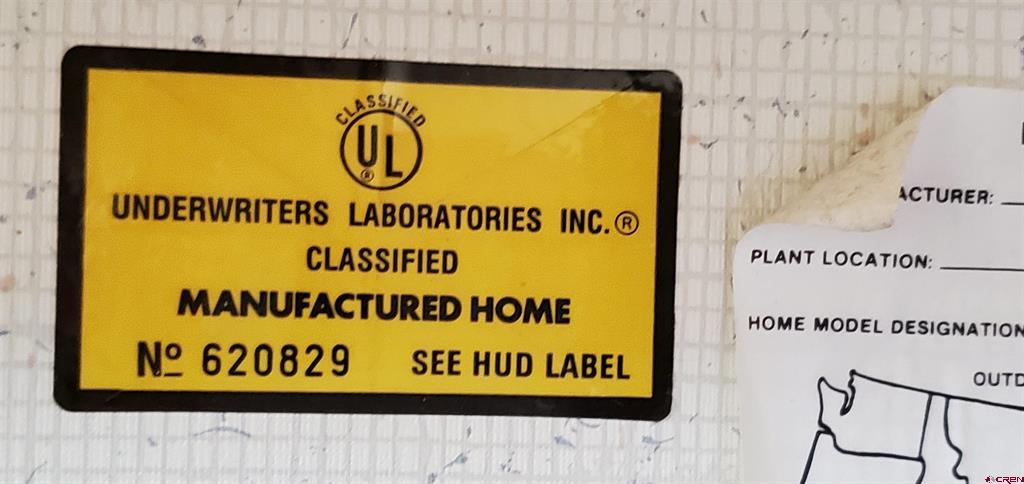 CLASSIFIED
UL®
UNDERWRITERS LABORATORIES INC.®
CLASSIFIED
MANUFACTURED HOME
Nº 620829 SEE HUD LABEL
ACTURER:
PLANT LOCATION:
HOME MODEL DESIGNATION
OUTD
CREN